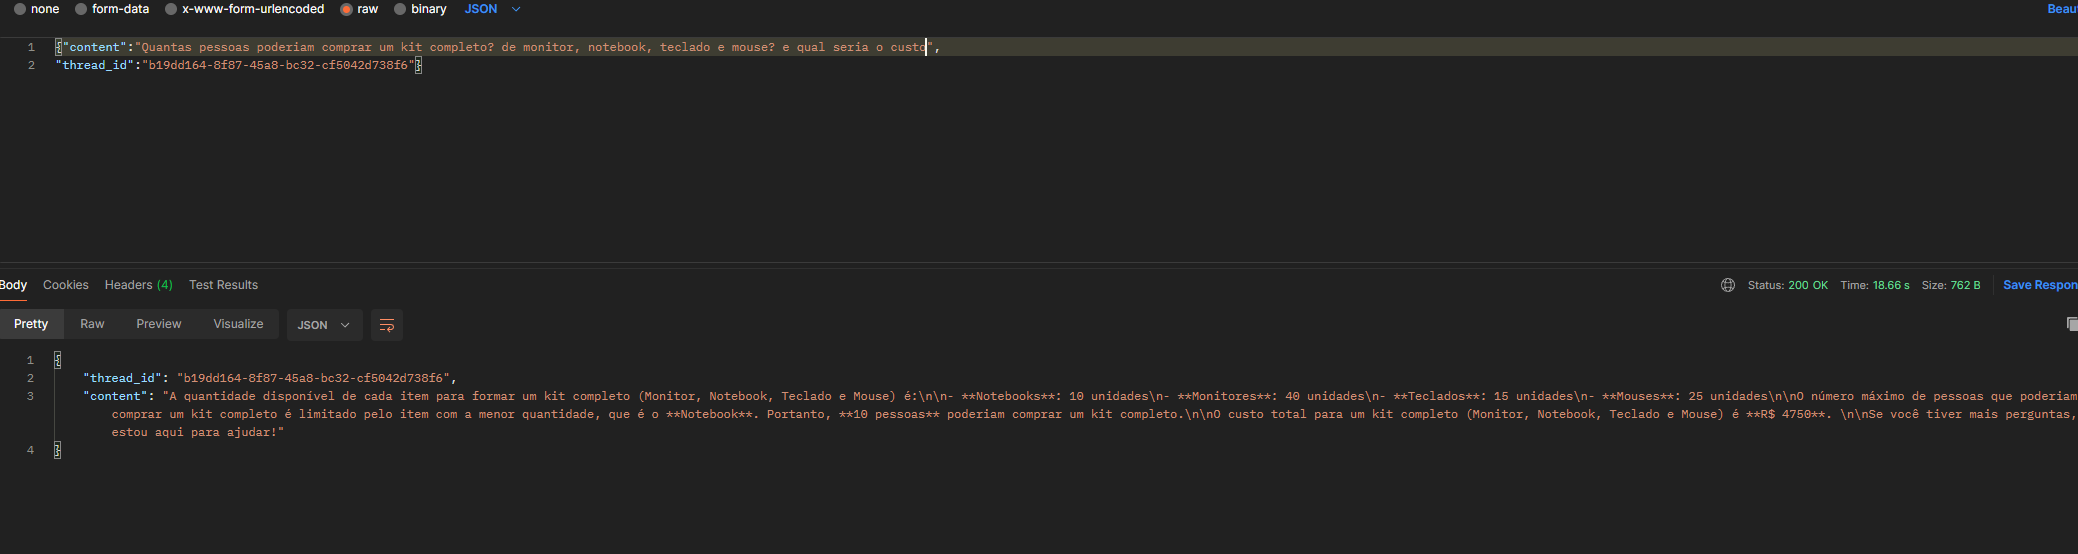 none form-data x-www-form-urlencoded raw binary JSON Beau
1 {"content":"Quantas pessoas poderiam comprar um kit completo? de monitor, notebook, teclado e mouse? e qual seria o custo",
2 "thread_id":"b19dd164-8f87-45a8-bc32-cf5042d738f6"}
Body Cookies Headers (4) Test Results Status: 200 OK Time: 18.66 s Size: 762 B Save Respon
Pretty Raw Preview Visualize JSON
1 {
2 "thread_id": "b19dd164-8f87-45a8-bc32-cf5042d738f6",
3 "content": "A quantidade disponível de cada item para formar um kit completo (Monitor, Notebook, Teclado e Mouse) é:\n\n- **Notebooks**: 10 unidades\n- **Monitores**: 40 unidades\n- **Teclados**: 15 unidades\n- **Mouses**: 25 unidades\n\nO número máximo de pessoas que poderiam
comprar um kit completo é limitado pelo item com a menor quantidade, que é o **Notebook**. Portanto, **10 pessoas** poderiam comprar um kit completo.\n\nO custo total para um kit completo (Monitor, Notebook, Teclado e Mouse) é **R$ 4750**. \n\nSe você tiver mais perguntas,
estou aqui para ajudar!"
4 }